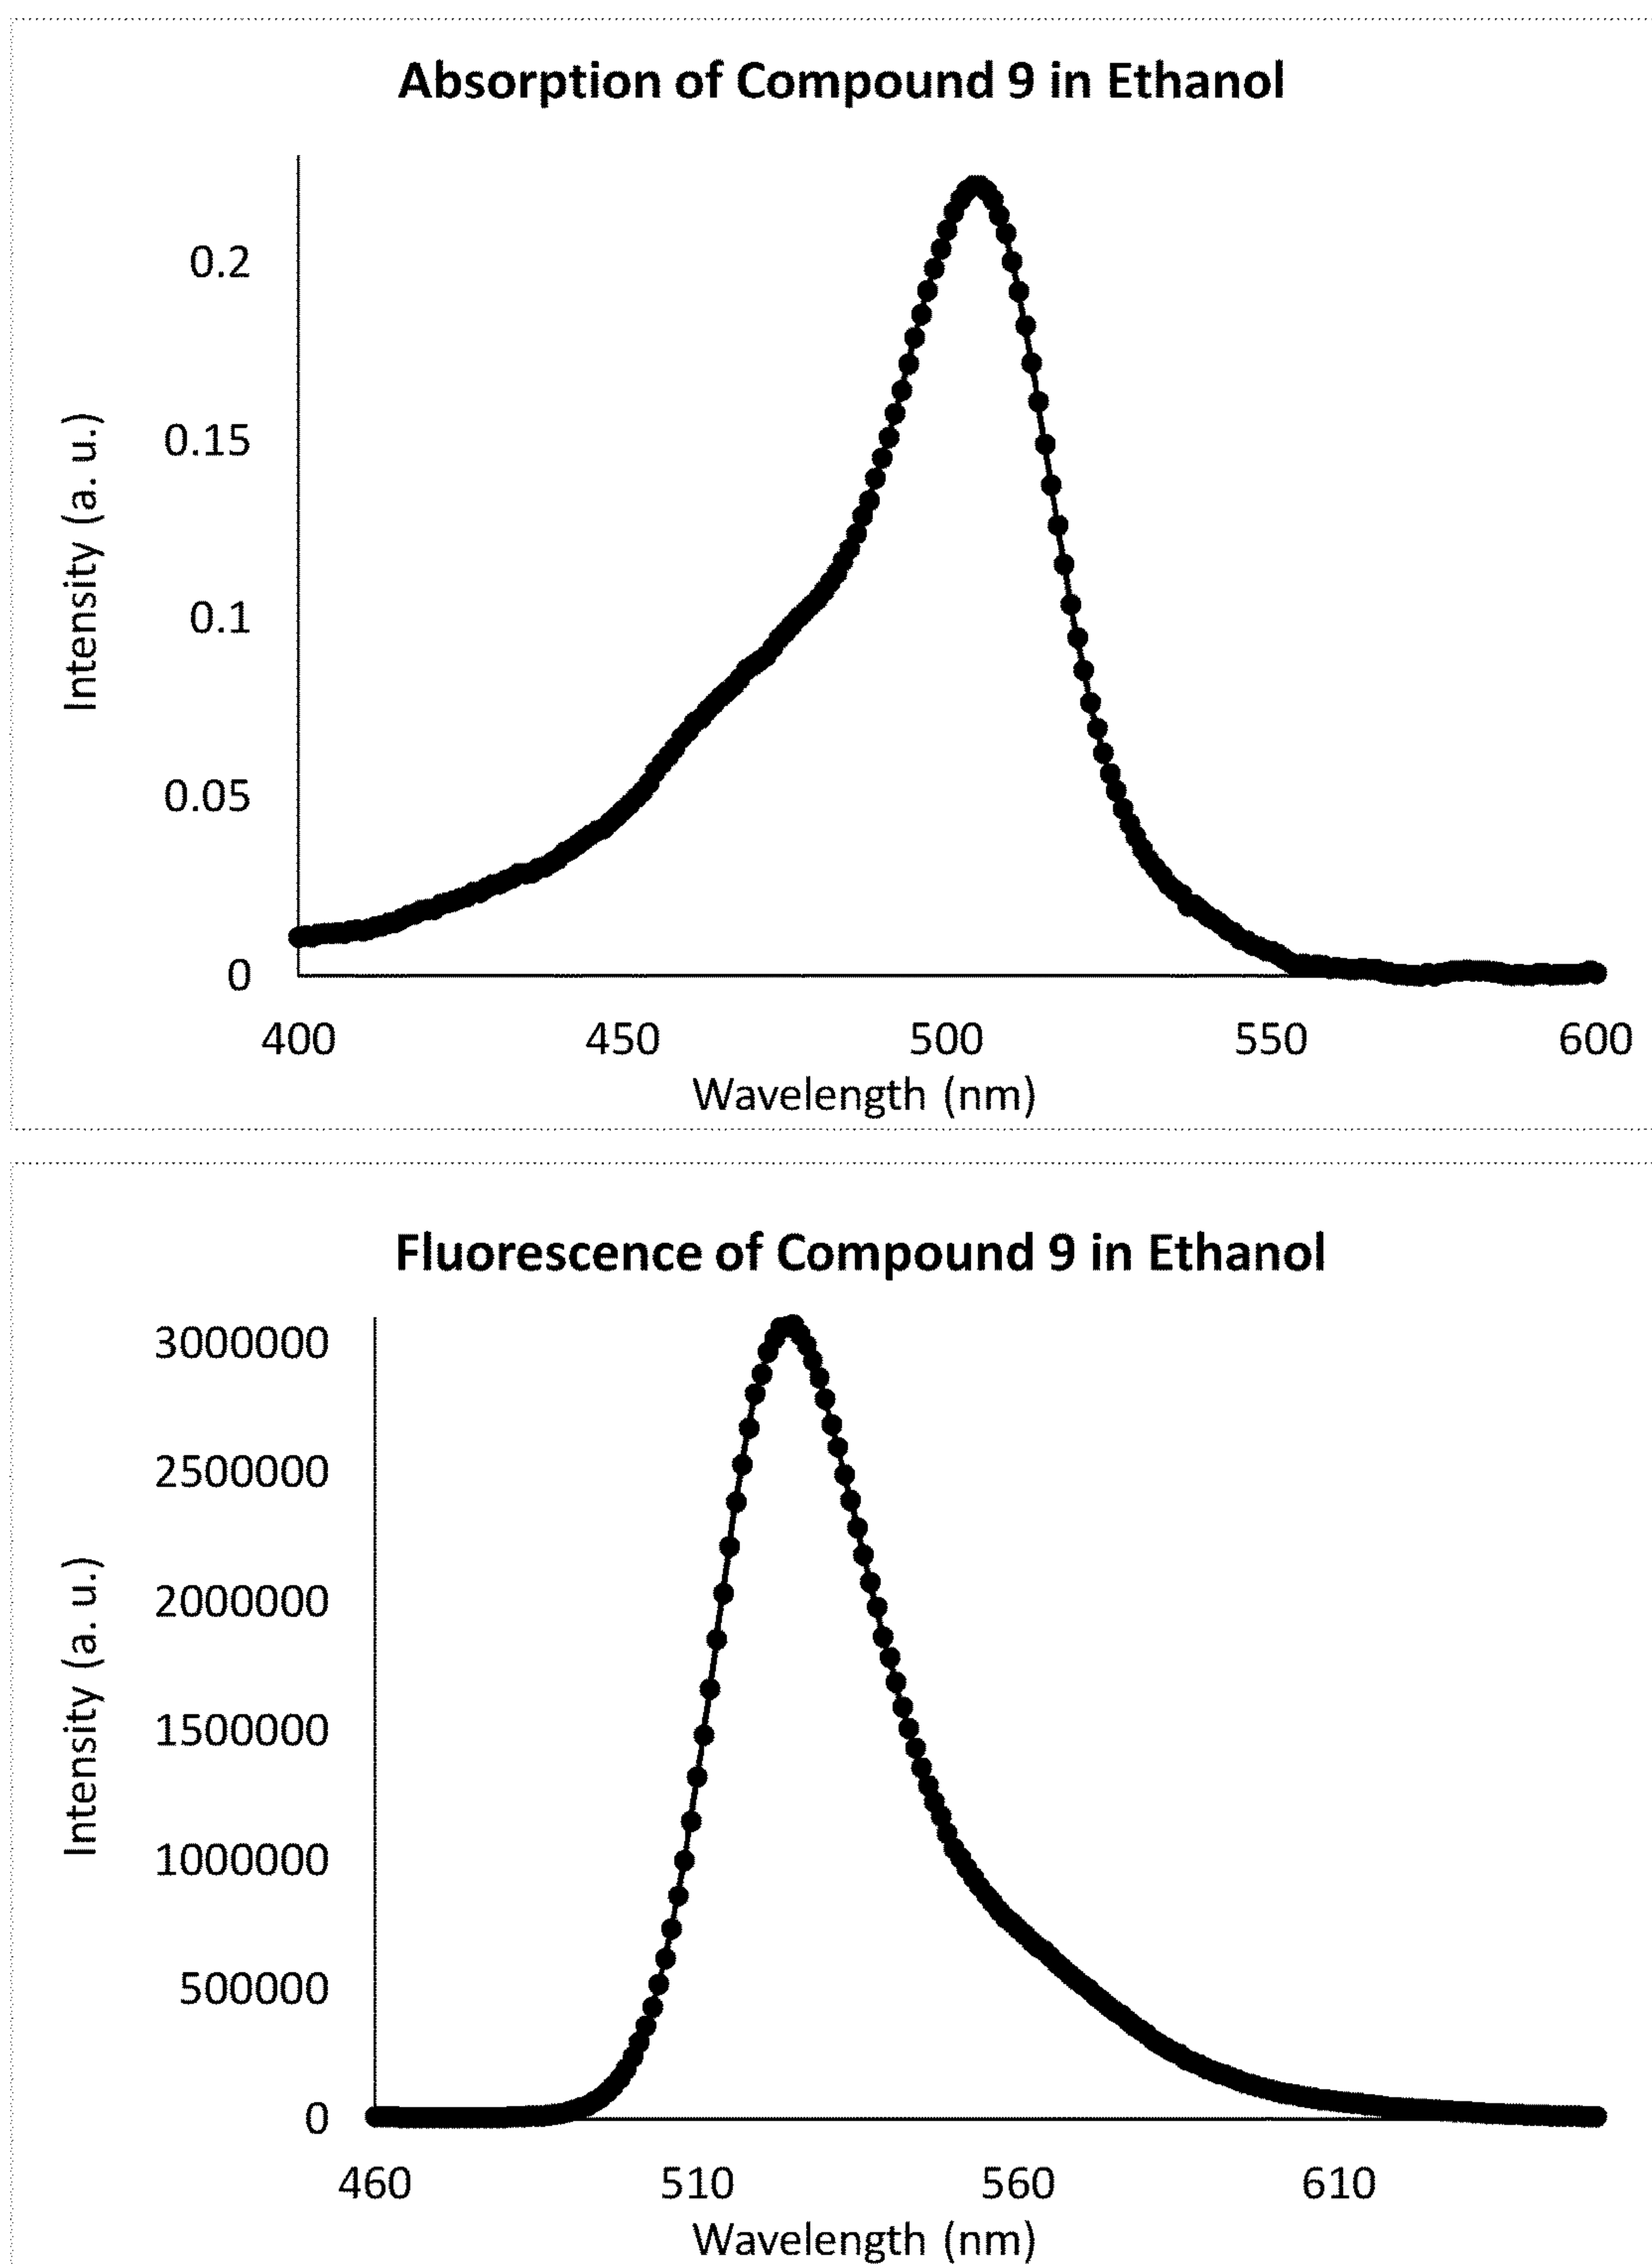 Absorption of Compound 9 in Ethanol
Intensity (a. u.)
0.2
0.15
0.1
0.05
0
400 450 500 550 600
Wavelength (nm)
Fluorescence of Compound 9 in Ethanol
Intensity (a. u.)
3000000
2500000
2000000
1500000
1000000
500000
0
460 510 560 610
Wavelength (nm)